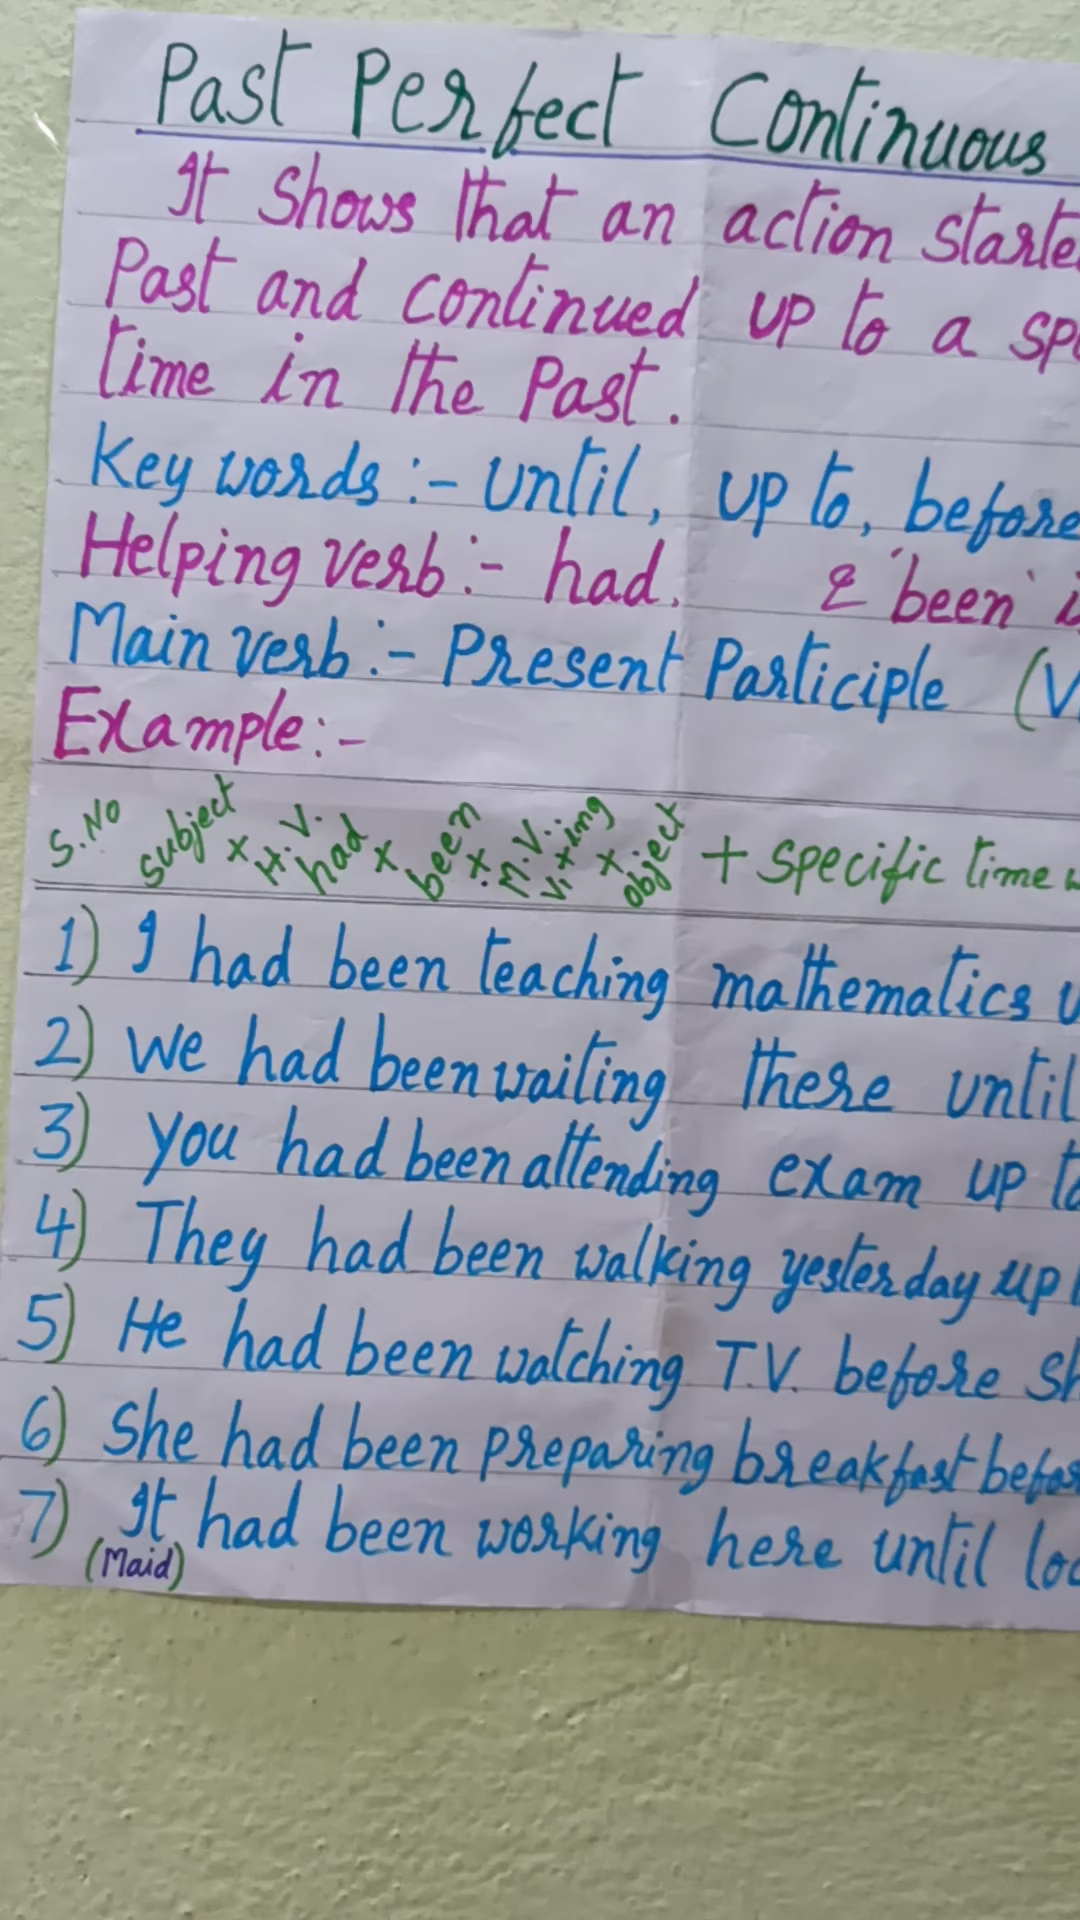 Past Perfect Continuous
It shows that an action starte
Past and continued up to a sp
time in the Past.
Key words :- until, up to, before
Helping verb :- had. & 'been' i
Main verb :- Present Participle (V
Example :-
S.No subject x H.V. had x been x M.V. V1+ing x object + specific time w
1) I had been teaching mathematics u
2) We had been waiting there until
3) You had been attending exam up to
4) They had been walking yesterday up
5) He had been watching T.V. before sh
6) She had been preparing breakfast befor
7) It had been working here until loc
(Maid)